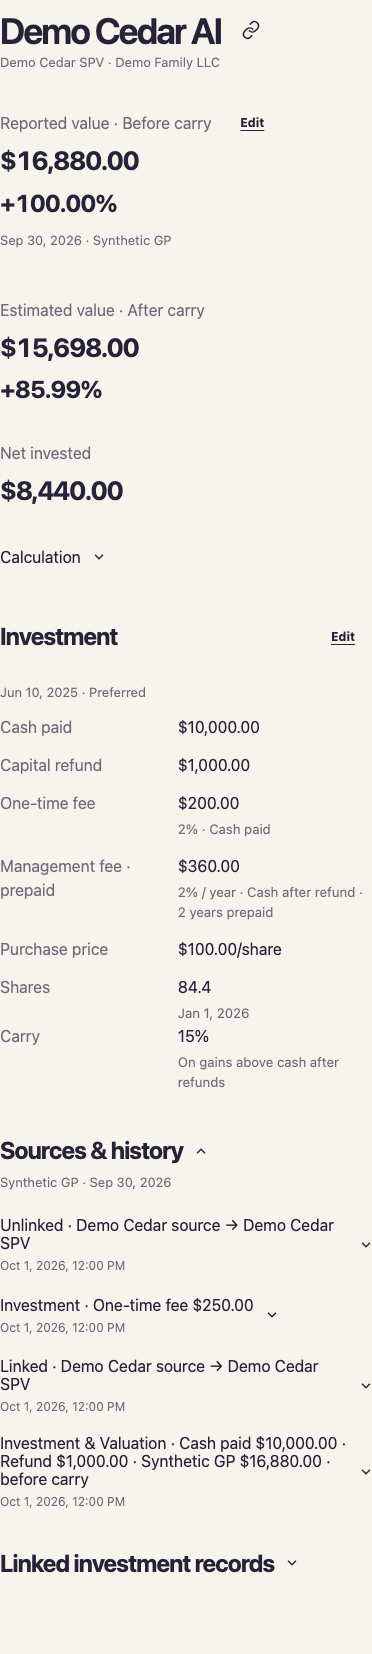 Demo Cedar AI
Demo Cedar SPV · Demo Family LLC
Reported value · Before carry Edit
$16,880.00
+100.00%
Sep 30, 2026 · Synthetic GP
Estimated value · After carry
$15,698.00
+85.99%
Net invested
$8,440.00
Calculation
Investment Edit
Jun 10, 2025 · Preferred
Cash paid $10,000.00
Capital refund $1,000.00
One-time fee $200.00
2% · Cash paid
Management fee · $360.00
prepaid 2% / year · Cash after refund ·
2 years prepaid
Purchase price $100.00/share
Shares 84.4
Jan 1, 2026
Carry 15%
On gains above cash after
refunds
Sources & history
Synthetic GP · Sep 30, 2026
Unlinked · Demo Cedar source → Demo Cedar
SPV
Oct 1, 2026, 12:00 PM
Investment · One-time fee $250.00
Oct 1, 2026, 12:00 PM
Linked · Demo Cedar source → Demo Cedar
SPV
Oct 1, 2026, 12:00 PM
Investment & Valuation · Cash paid $10,000.00 ·
Refund $1,000.00 · Synthetic GP $16,880.00 ·
before carry
Oct 1, 2026, 12:00 PM
Linked investment records